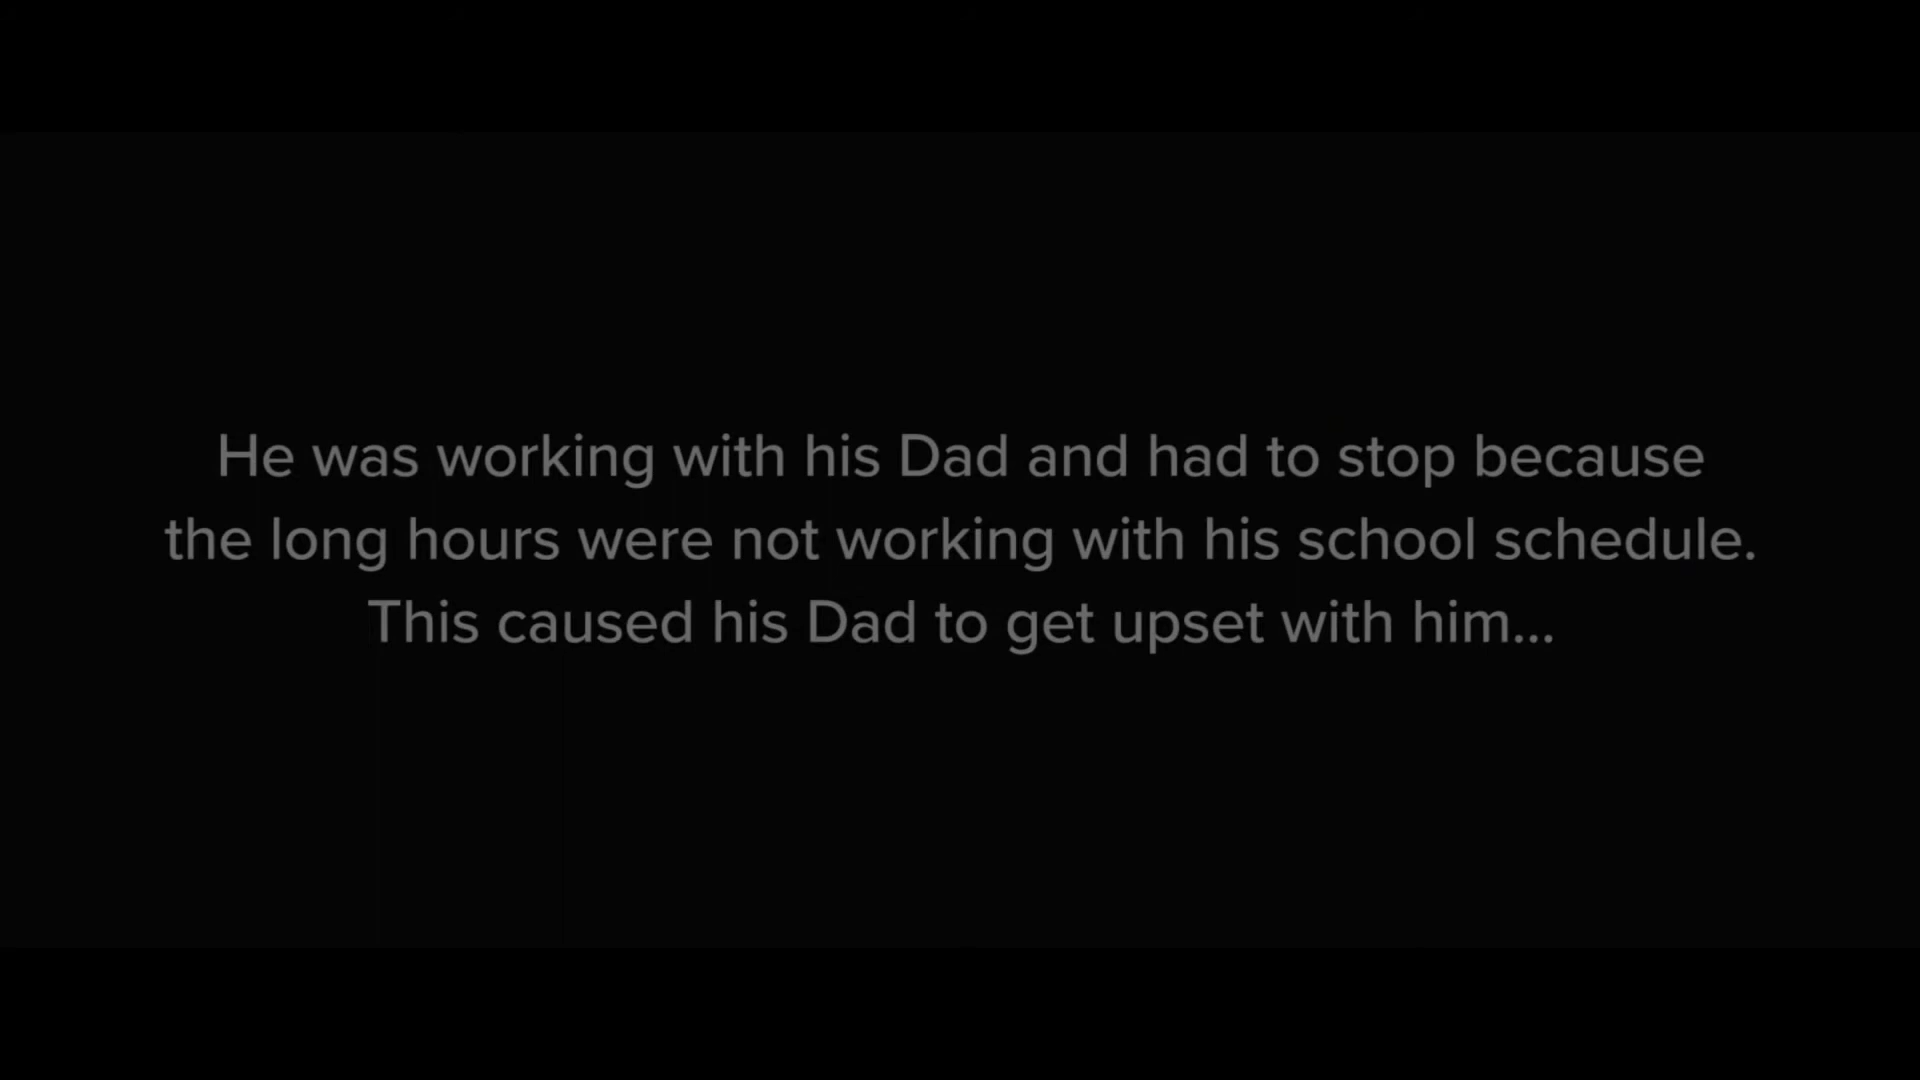 He was working with his Dad and had to stop because
the long hours were not working with his school schedule.
This caused his Dad to get upset with him...